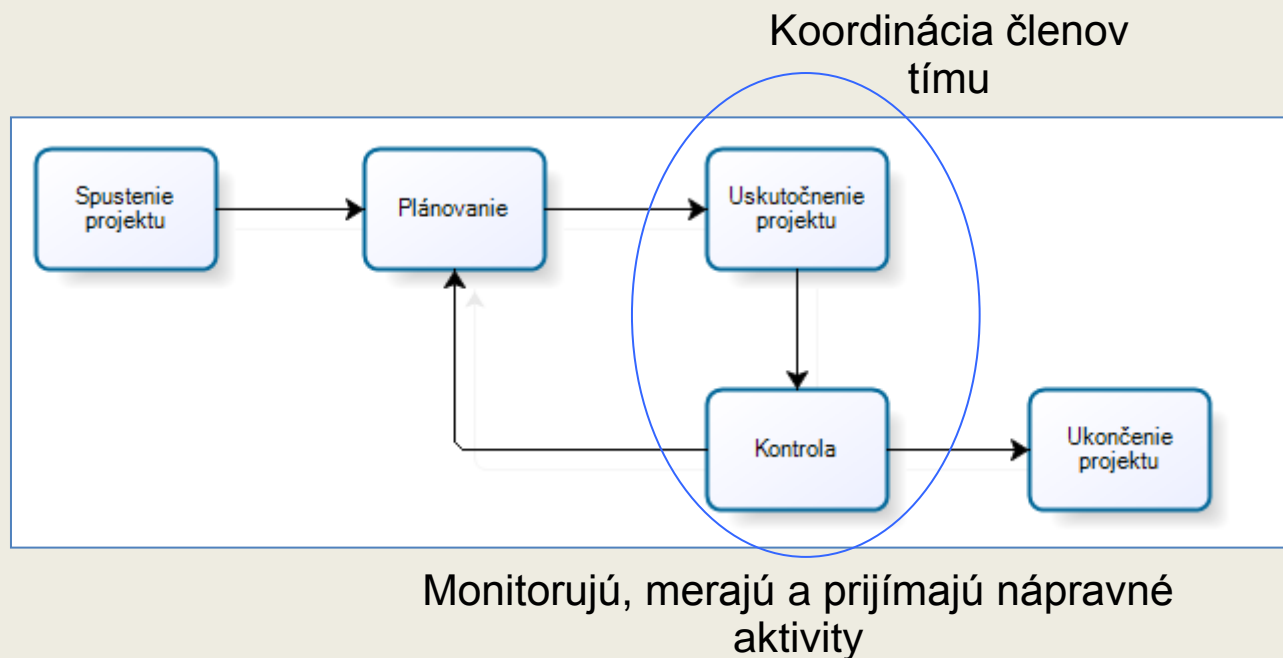 Koordinácia členov
tímu
Spustenie
projektu
Plánovanie
Uskutočnenie
projektu
Kontrola
Ukončenie
projektu
Monitorujú, merajú a prijímajú nápravné
aktivity